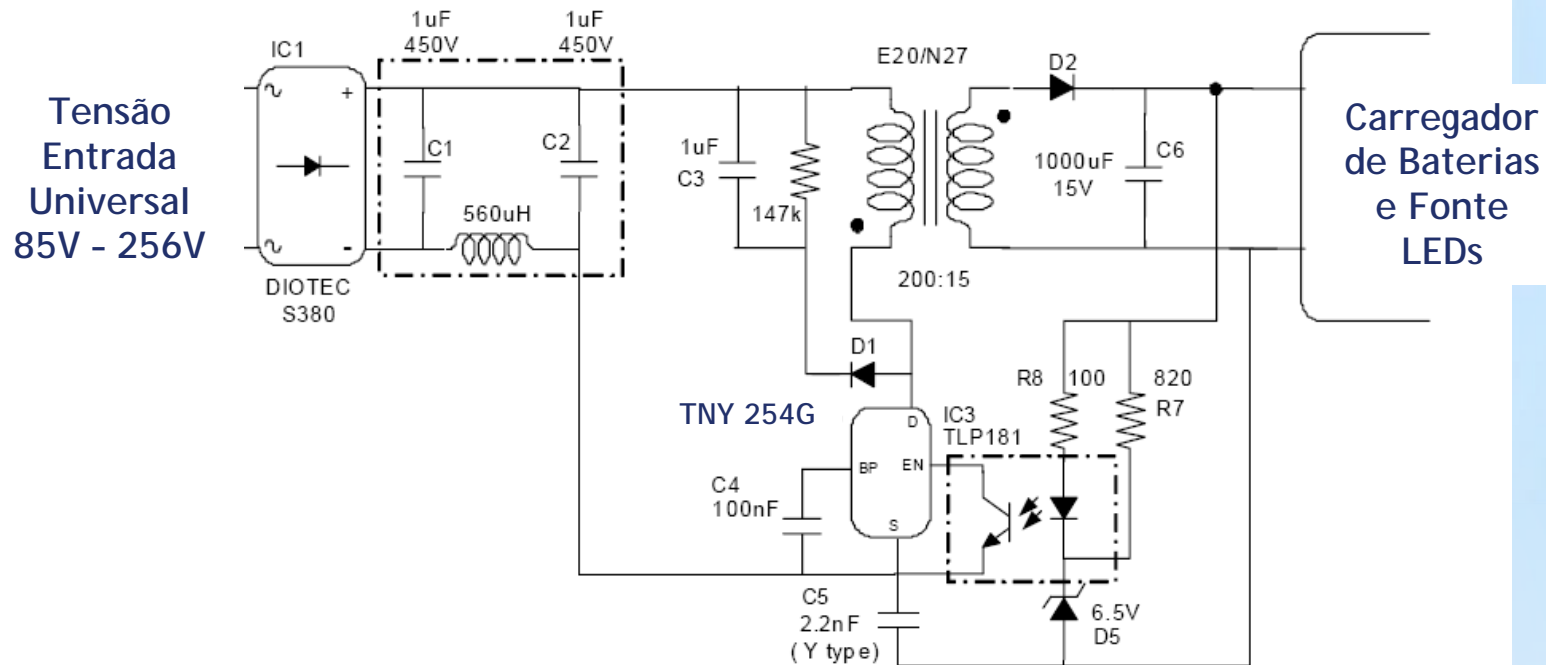 Tensão
Entrada
Universal
85V - 256V
IC1
+
-
DIOTEC
S380
1uF
450V
1uF
450V
C1
C2
560uH
1uF
C3
147k
E20/N27
200:15
D2
1000uF
15V
C6
Carregador
de Baterias
e Fonte
LEDs
D1
TNY 254G
D
BP
EN
S
C4
100nF
IC3
TLP181
R8 100
820
R7
C5
2.2nF
( Y type)
6.5V
D5